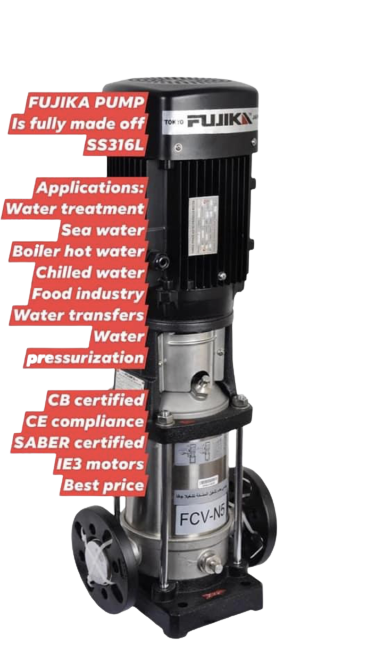 FUJIKA PUMP
Is fully made off
SS316L
Applications:
Water treatment
Sea water
Boiler hot water
Chilled water
Food industry
Water transfers
Water
pressurization
CB certified
CE compliance
SABER certified
IE3 motors
Best price
TOKYO FUJIKA
FCV-N5